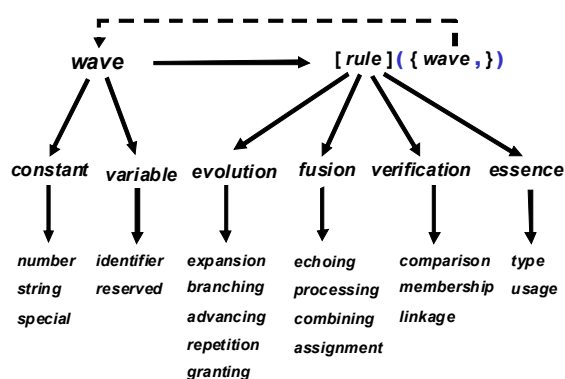 wave [ rule ] ( { wave , } )
constant variable evolution fusion verification essence
number identifier expansion echoing comparison type
string reserved branching processing membership usage
special advancing combining linkage
repetition assignment
granting